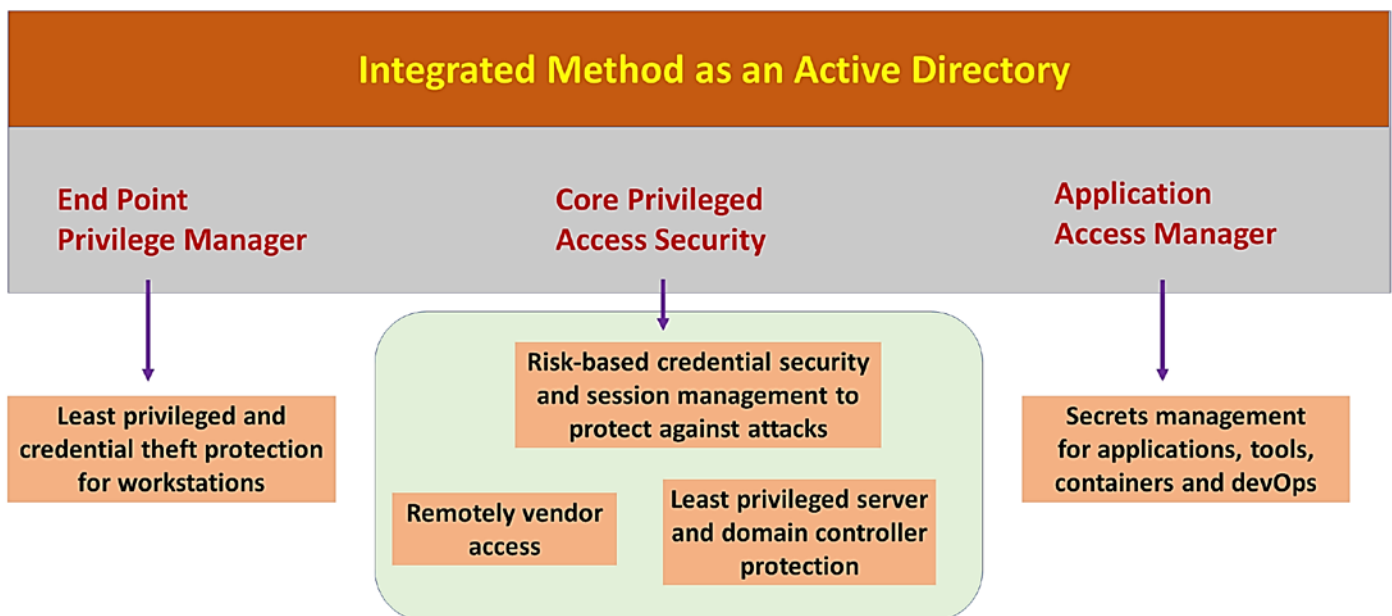 Integrated Method as an Active Directory
End Point
Privilege Manager
Core Privileged
Access Security
Application
Access Manager
Least privileged and
credential theft protection
for workstations
Risk-based credential security
and session management to
protect against attacks
Remotely vendor
access
Least privileged server
and domain controller
protection
Secrets management
for applications, tools,
containers and devOps